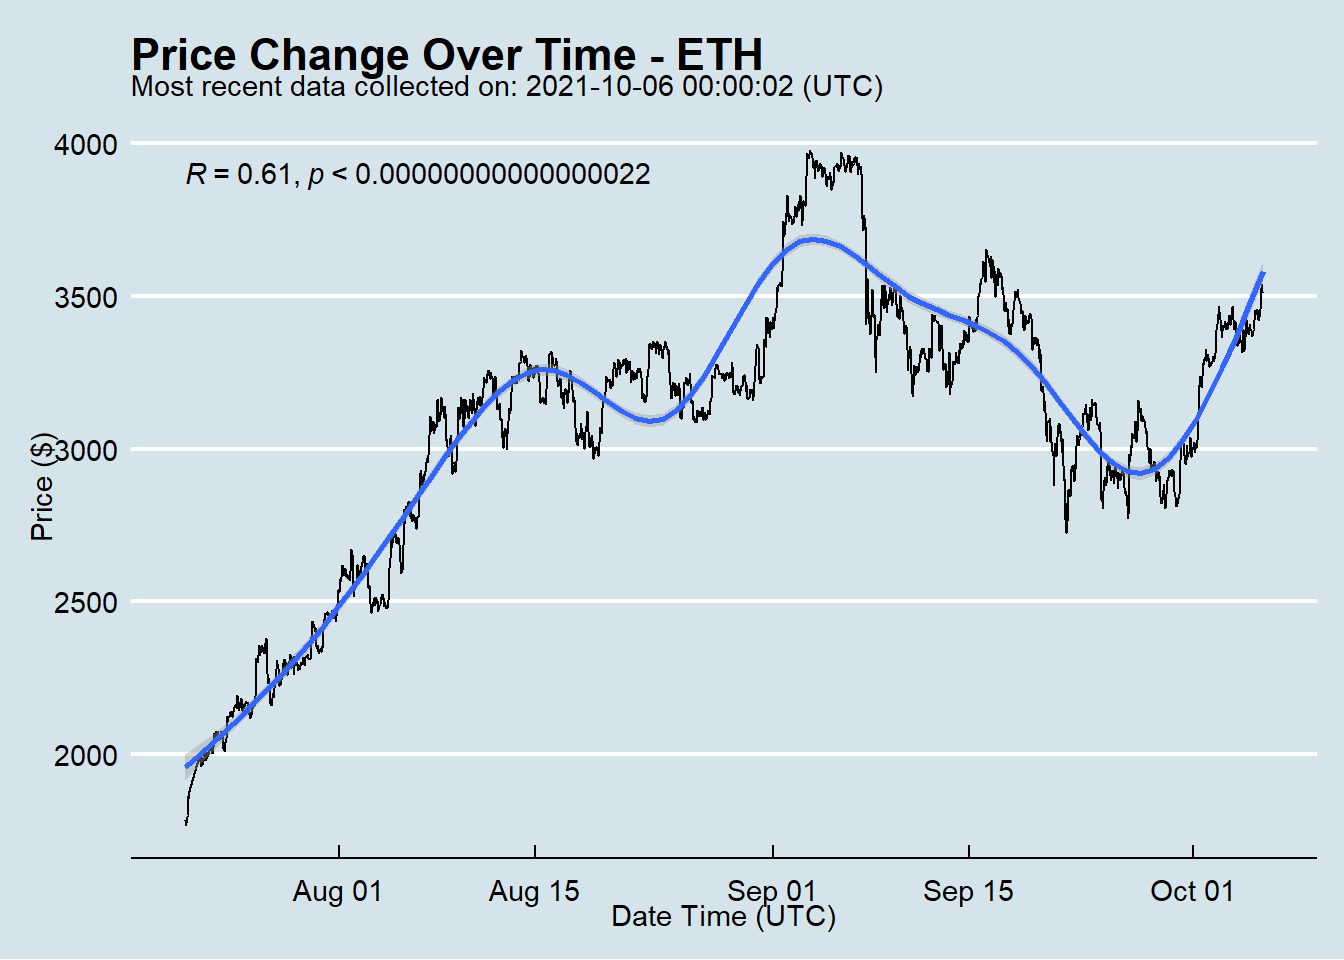 Price Change Over Time - ETH
Most recent data collected on: 2021-10-06 00:00:02 (UTC)
R = 0.61, p < 0.00000000000000022
4000
3500
3000
2500
2000
Price ($)
Aug 01 Aug 15 Sep 01 Sep 15 Oct 01
Date Time (UTC)